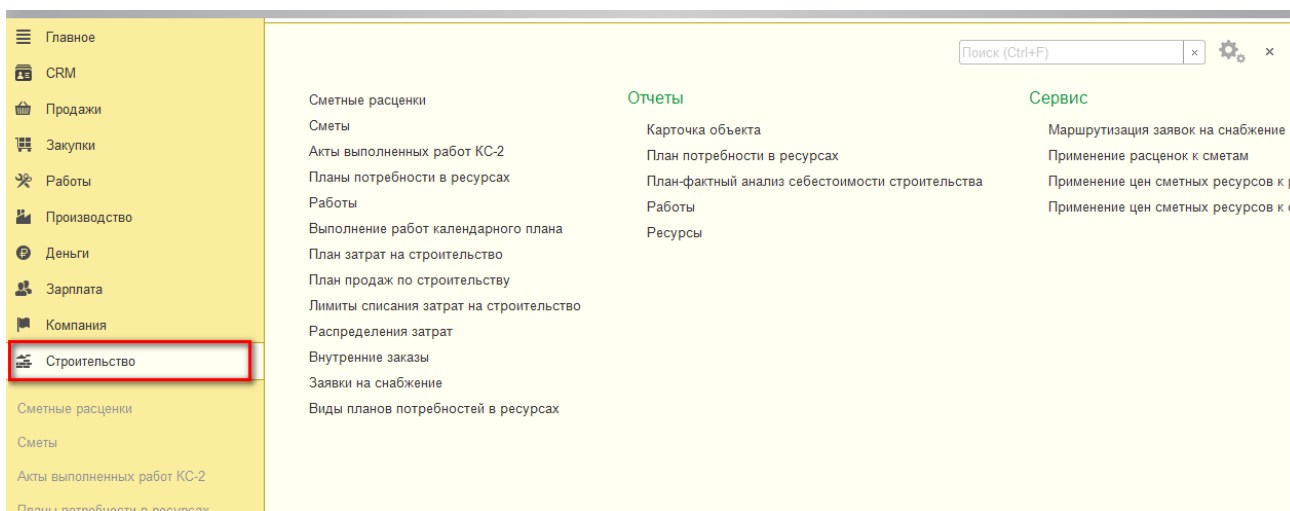 Главное
CRM
Продажи
Закупки
Работы
Производство
Деньги
Зарплата
Компания
Строительство
Сметные расценки
Сметы
Акты выполненных работ КС-2
Планы потребности в ресурсах
Поиск (Ctrl+F)
Сметные расценки
Сметы
Акты выполненных работ КС-2
Планы потребности в ресурсах
Работы
Выполнение работ календарного плана
План затрат на строительство
План продаж по строительству
Лимиты списания затрат на строительство
Распределения затрат
Внутренние заказы
Заявки на снабжение
Виды планов потребностей в ресурсах
Отчеты
Карточка объекта
План потребности в ресурсах
План-фактный анализ себестоимости строительства
Работы
Ресурсы
Сервис
Маршрутизация заявок на снабжение
Применение расценок к сметам
Применение цен сметных ресурсов к
Применение цен сметных ресурсов к